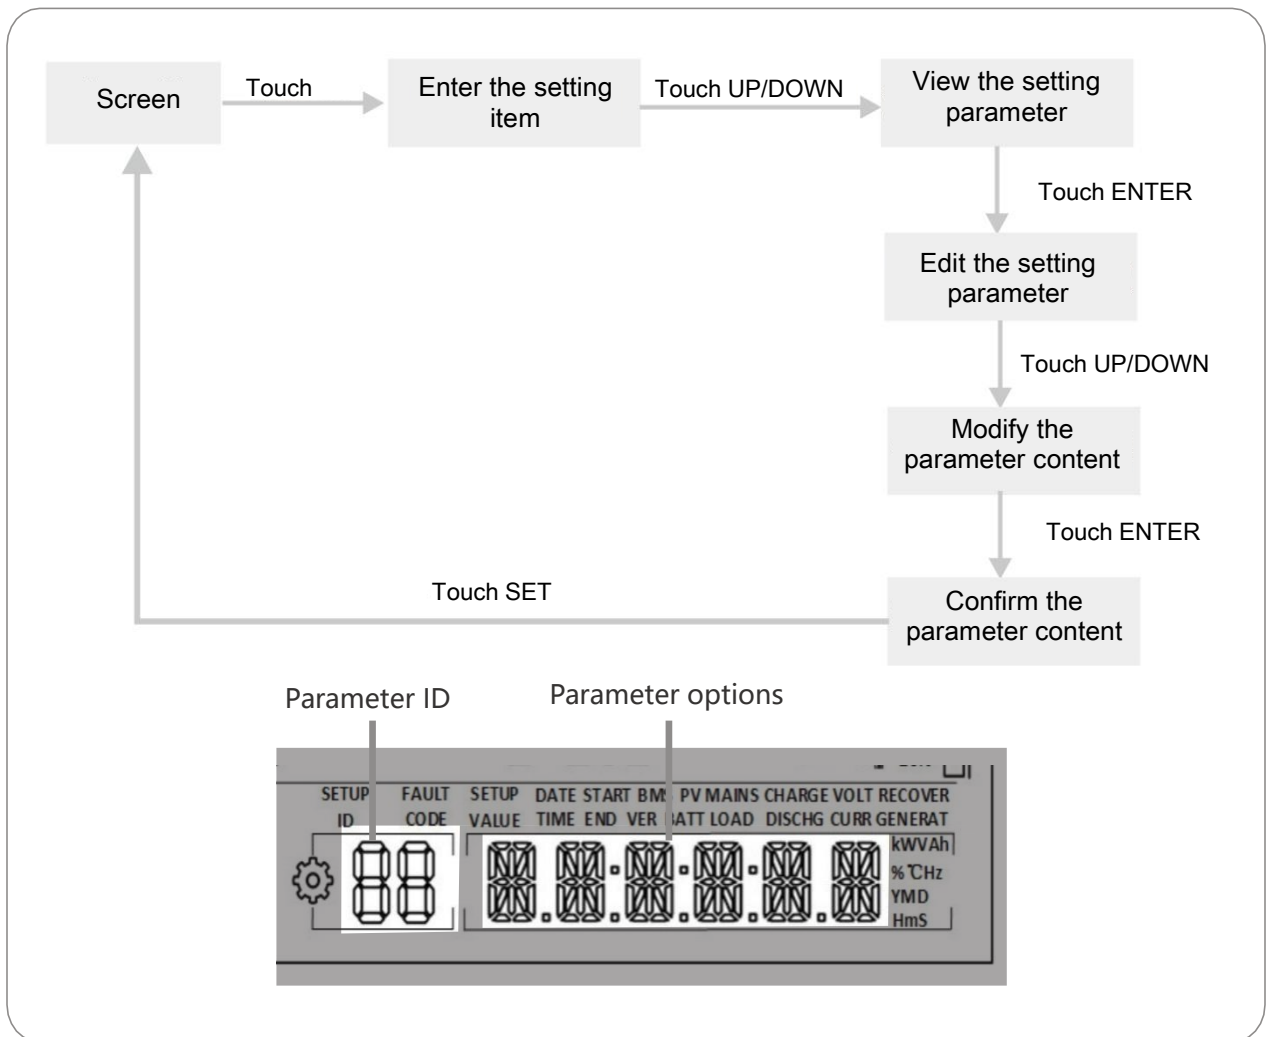 Screen
Touch
Enter the setting
item
Touch UP/DOWN
View the setting
parameter
Touch ENTER
Edit the setting
parameter
Touch UP/DOWN
Modify the
parameter content
Touch ENTER
Confirm the
parameter content
Touch SET
Parameter ID
Parameter options
SETUP FAULT SETUP DATE START BMS PV MAINS CHARGE VOLT RECOVER
ID CODE VALUE TIME END VER BATT LOAD DISCHG CURR GENERAT
kWVAh
%℃Hz
YMD
HmS